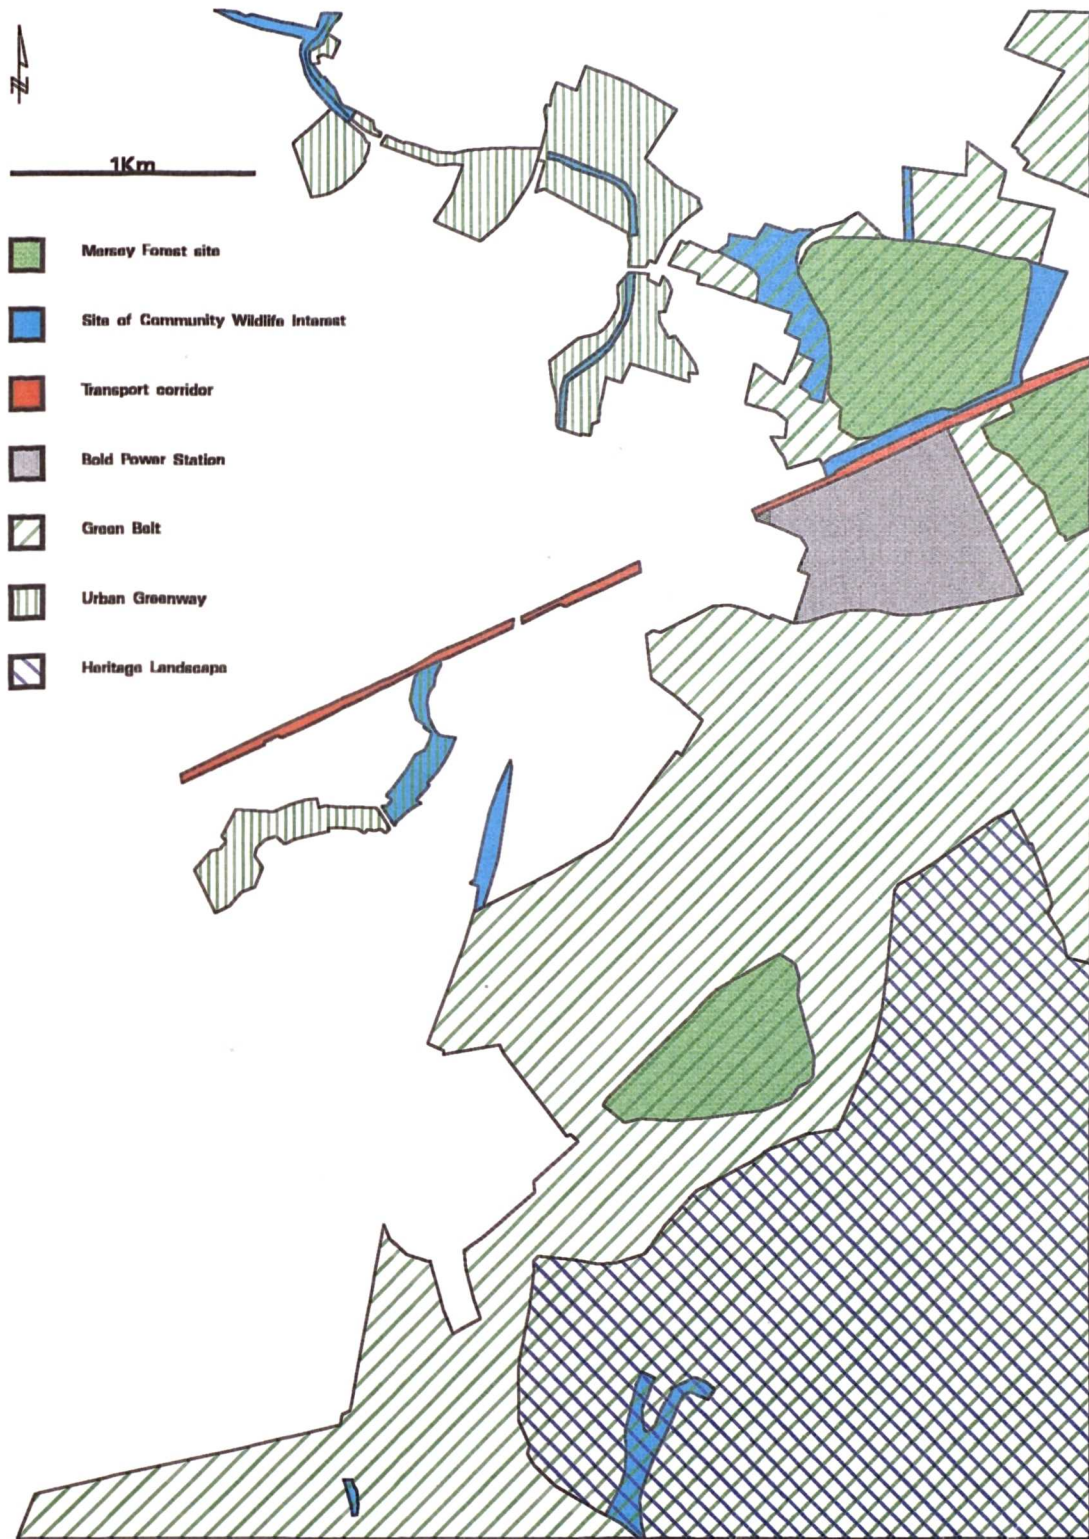 N
1Km
Mersey Forest site
Site of Community Wildlife Interest
Transport corridor
Bold Power Station
Green Belt
Urban Greenway
Heritage Landscape